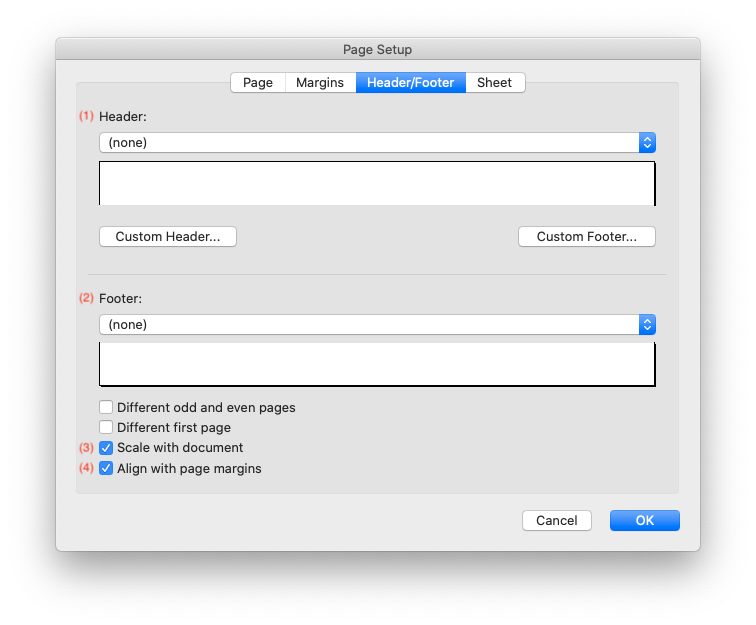 Page Setup
Page Margins Header/Footer Sheet
(1) Header:
(none)
Custom Header... Custom Footer...
(2) Footer:
(none)
Different odd and even pages
Different first page
(3) Scale with document
(4) Align with page margins
Cancel OK